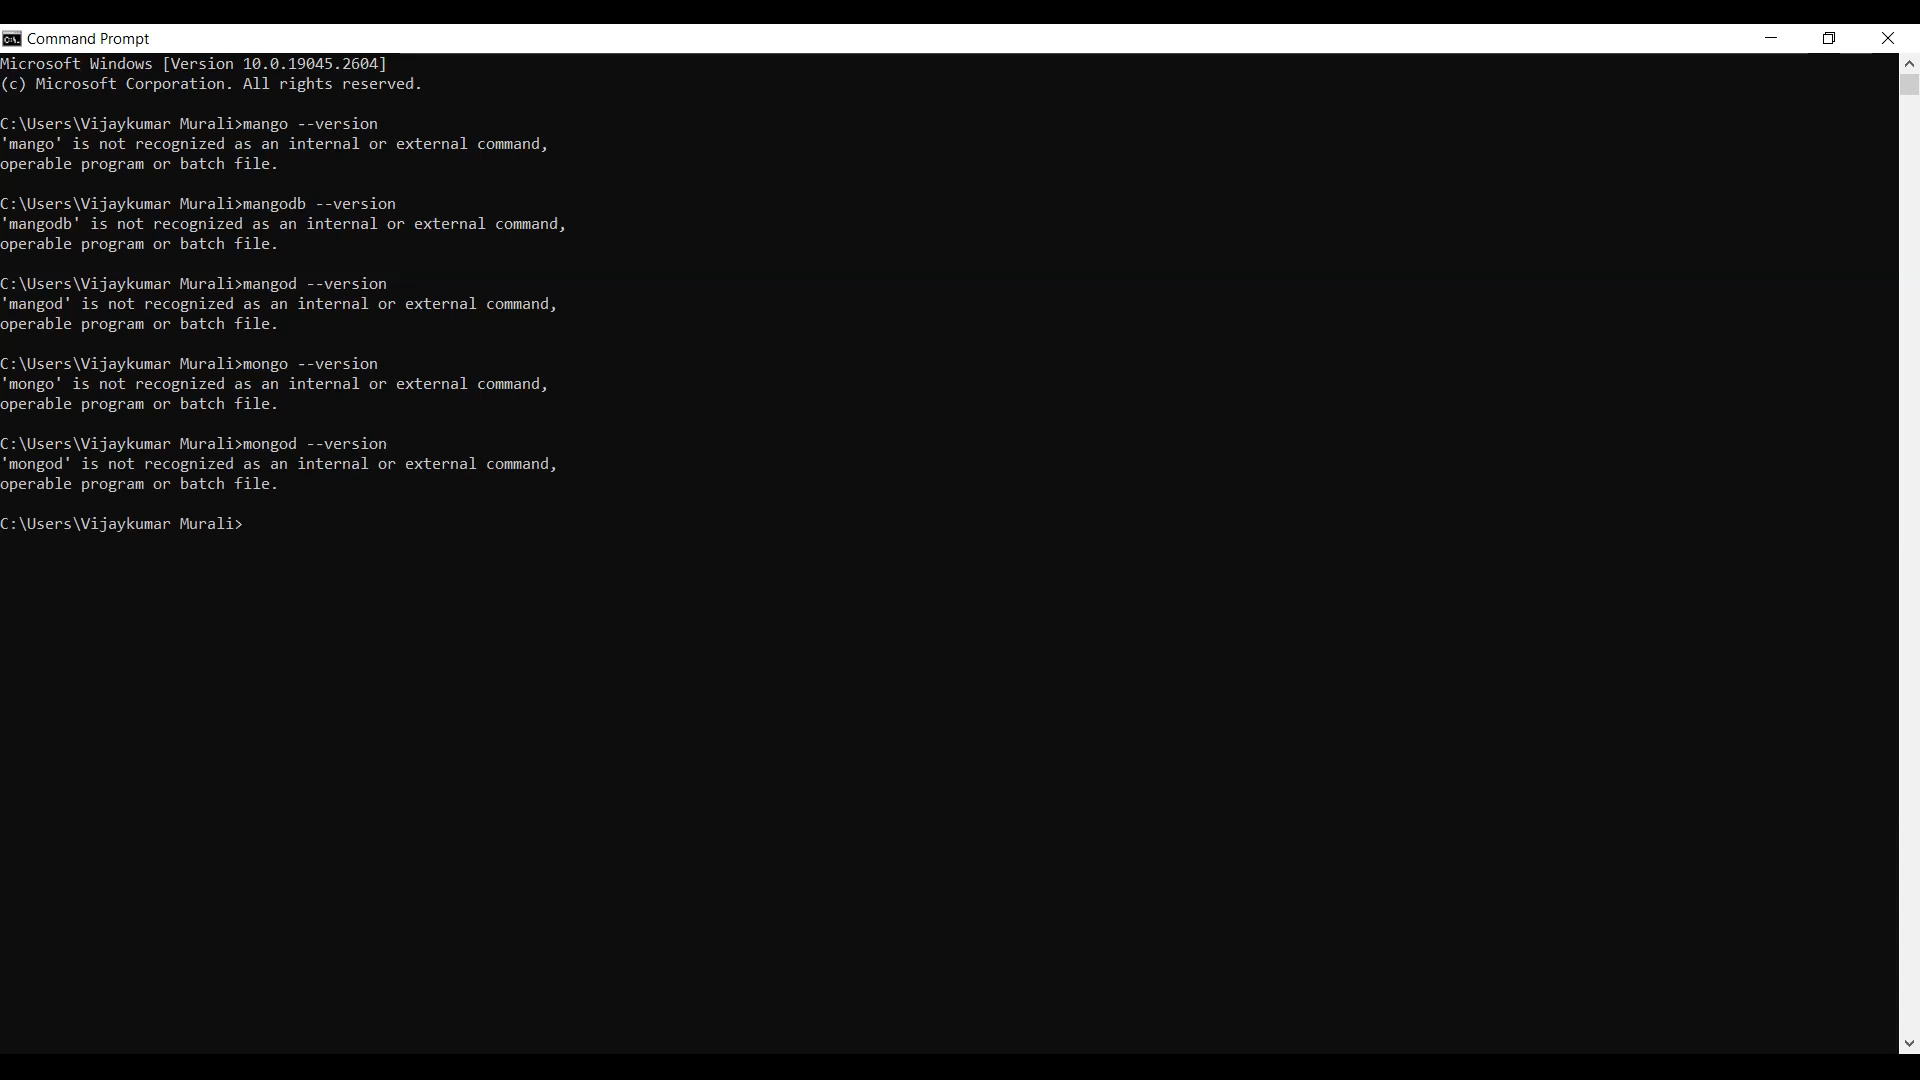 Command Prompt
Microsoft Windows [Version 10.0.19045.2604]
(c) Microsoft Corporation. All rights reserved.
C:\Users\Vijaykumar Murali>mango --version
'mango' is not recognized as an internal or external command,
operable program or batch file.
C:\Users\Vijaykumar Murali>mangodb --version
'mangodb' is not recognized as an internal or external command,
operable program or batch file.
C:\Users\Vijaykumar Murali>mangod --version
'mangod' is not recognized as an internal or external command,
operable program or batch file.
C:\Users\Vijaykumar Murali>mongo --version
'mongo' is not recognized as an internal or external command,
operable program or batch file.
C:\Users\Vijaykumar Murali>mongod --version
'mongod' is not recognized as an internal or external command,
operable program or batch file.
C:\Users\Vijaykumar Murali>